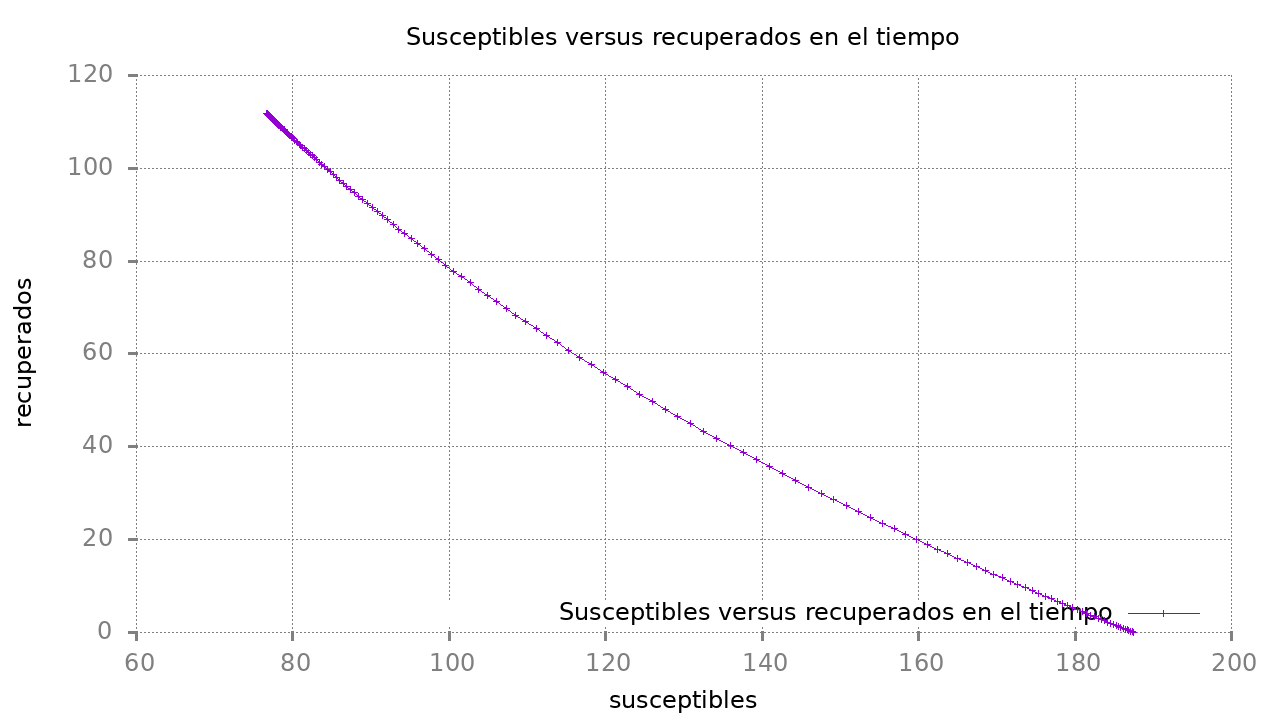 Susceptibles versus recuperados en el tiempo
120
100
80
60
40
20
0
recuperados
Susceptibles versus recuperados en el tiempo
60 80 100 120 140 160 180 200
susceptibles